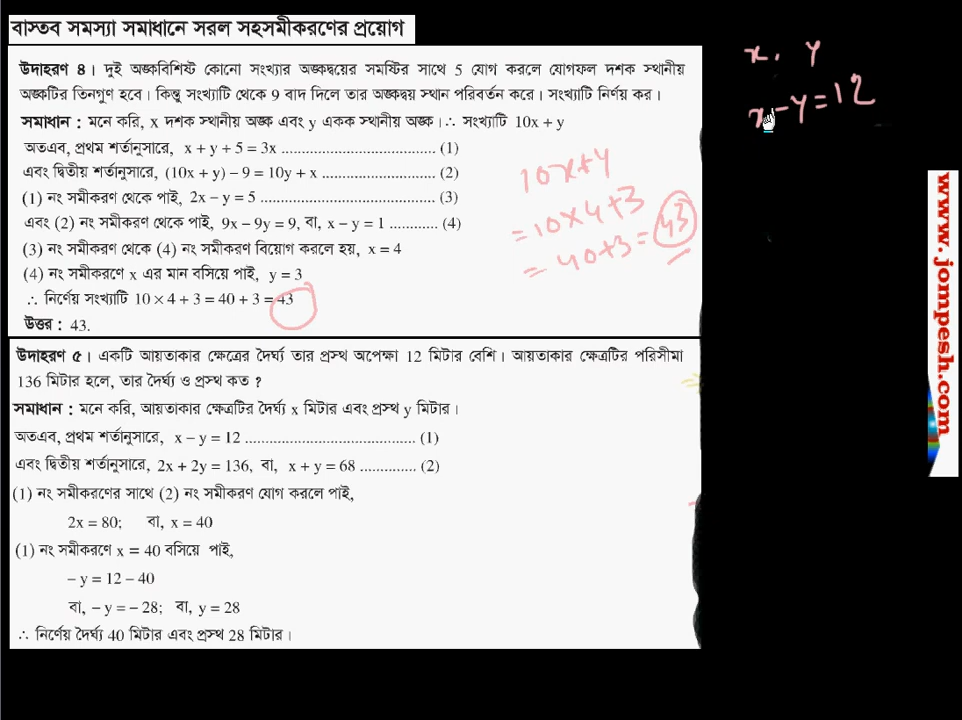 বাস্তব সমস্যা সমাধানে সরল সহসমীকরণের প্রয়োগ
উদাহরণ ৪। দুই অঙ্কবিশিষ্ট কোনো সংখ্যার অঙ্কদ্বয়ের সমষ্টির সাথে 5 যোগ করলে যোগফল দশক স্থানীয়
অঙ্কটির তিনগুণ হবে। কিন্তু সংখ্যাটি থেকে 9 বাদ দিলে তার অঙ্কদ্বয় স্থান পরিবর্তন করে। সংখ্যাটি নির্ণয় কর।
সমাধান : মনে করি, x দশক স্থানীয় অঙ্ক এবং y একক স্থানীয় অঙ্ক। ∴ সংখ্যাটি 10x + y
অতএব, প্রথম শর্তানুসারে, x + y + 5 = 3x .................................... (1)
এবং দ্বিতীয় শর্তানুসারে, (10x + y) – 9 = 10y + x .......................... (2)
(1) নং সমীকরণ থেকে পাই, 2x – y = 5 ......................................... (3)
এবং (2) নং সমীকরণ থেকে পাই, 9x – 9y = 9, বা, x – y = 1 ........... (4)
(3) নং সমীকরণ থেকে (4) নং সমীকরণ বিয়োগ করলে হয়, x = 4
(4) নং সমীকরণে x এর মান বসিয়ে পাই, y = 3
∴ নির্ণেয় সংখ্যাটি 10 × 4 + 3 = 40 + 3 = 43
উত্তর : 43.
10x+y
=10×4+3
=40+3=43
উদাহরণ ৫। একটি আয়তাকার ক্ষেত্রের দৈর্ঘ্য তার প্রস্থ অপেক্ষা 12 মিটার বেশি। আয়তাকার ক্ষেত্রটির পরিসীমা
136 মিটার হলে, তার দৈর্ঘ্য ও প্রস্থ কত ?
সমাধান : মনে করি, আয়তাকার ক্ষেত্রটির দৈর্ঘ্য x মিটার এবং প্রস্থ y মিটার।
অতএব, প্রথম শর্তানুসারে, x – y = 12 ........................................ (1)
এবং দ্বিতীয় শর্তানুসারে, 2x + 2y = 136, বা, x + y = 68 ............. (2)
(1) নং সমীকরণের সাথে (2) নং সমীকরণ যোগ করলে পাই,
2x = 80; বা, x = 40
(1) নং সমীকরণে x = 40 বসিয়ে পাই,
– y = 12 – 40
বা, – y = – 28; বা, y = 28
∴ নির্ণেয় দৈর্ঘ্য 40 মিটার এবং প্রস্থ 28 মিটার।
x, y
x-y=12
www.jompesh.com